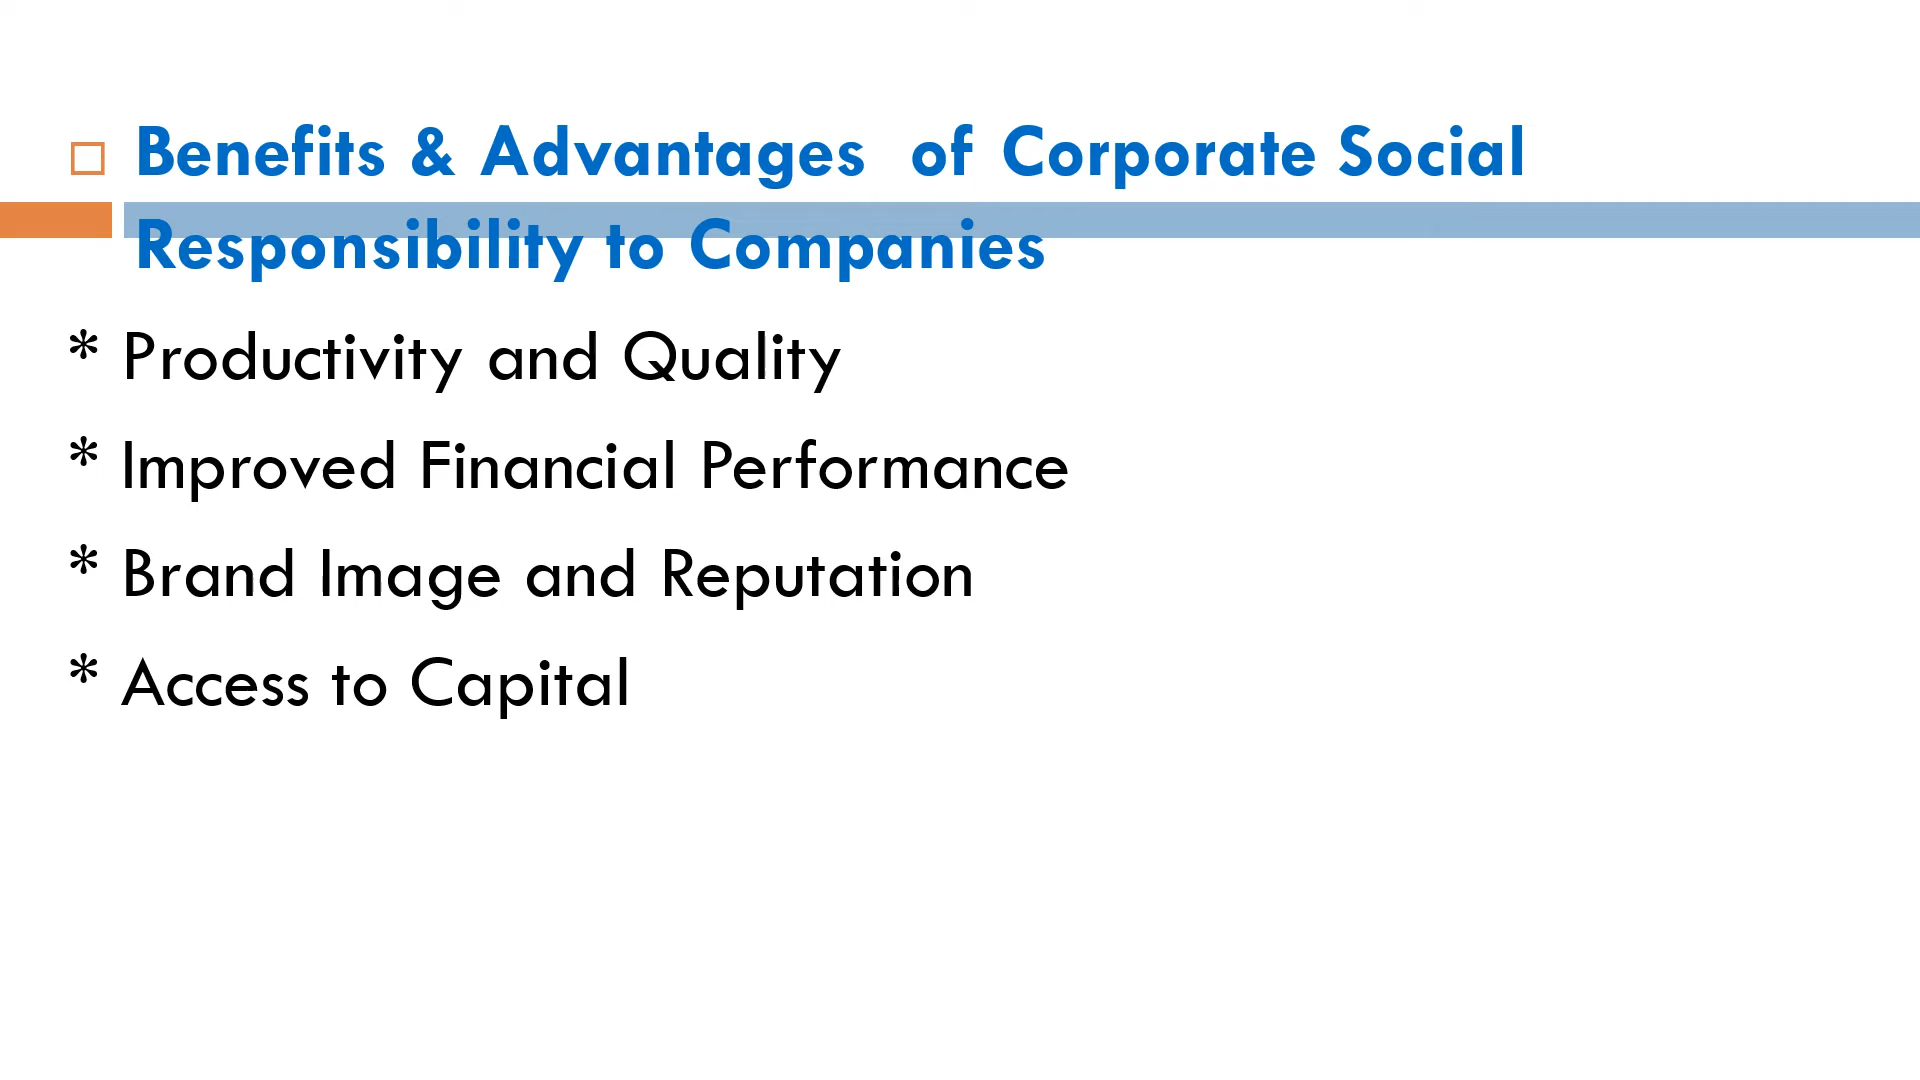 Benefits & Advantages  of Corporate Social
Responsibility to Companies
* Productivity and Quality
* Improved Financial Performance
* Brand Image and Reputation
* Access to Capital